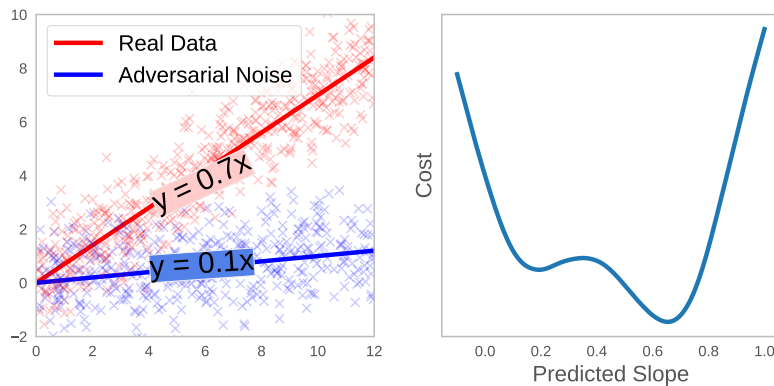 10
8
6
4
2
0
−2
0 2 4 6 8 10 12
Real Data
Adversarial Noise
y = 0.7x
y = 0.1x
Cost
0.0 0.2 0.4 0.6 0.8 1.0
Predicted Slope